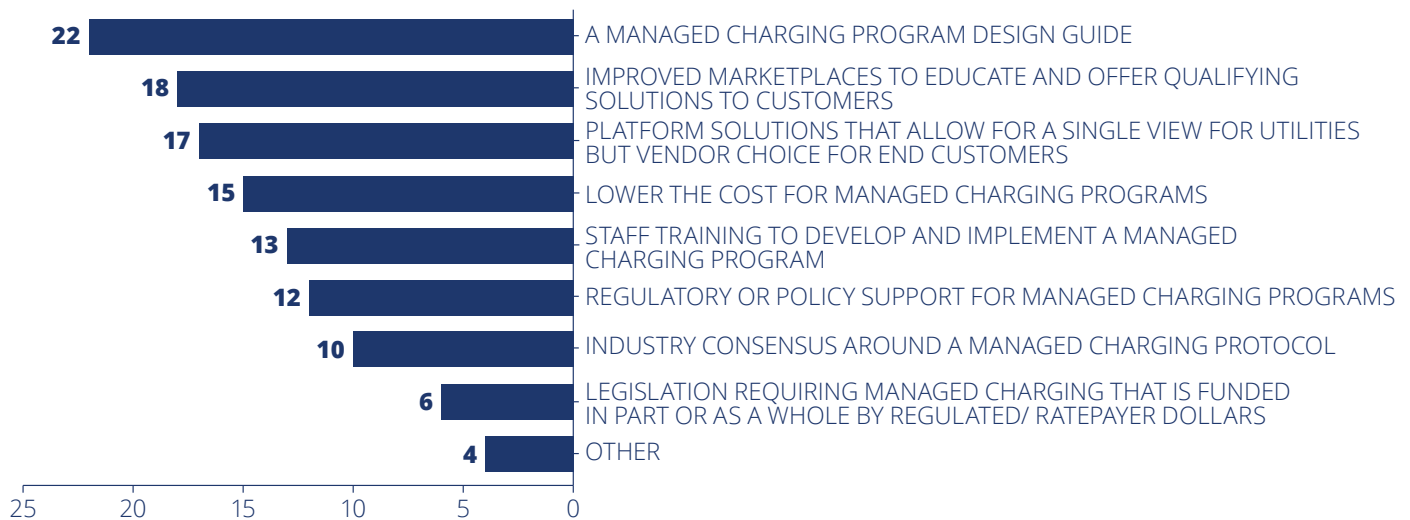 22 A MANAGED CHARGING PROGRAM DESIGN GUIDE
18 IMPROVED MARKETPLACES TO EDUCATE AND OFFER QUALIFYING
SOLUTIONS TO CUSTOMERS
17 PLATFORM SOLUTIONS THAT ALLOW FOR A SINGLE VIEW FOR UTILITIES
BUT VENDOR CHOICE FOR END CUSTOMERS
15 LOWER THE COST FOR MANAGED CHARGING PROGRAMS
13 STAFF TRAINING TO DEVELOP AND IMPLEMENT A MANAGED
CHARGING PROGRAM
12 REGULATORY OR POLICY SUPPORT FOR MANAGED CHARGING PROGRAMS
10 INDUSTRY CONSENSUS AROUND A MANAGED CHARGING PROTOCOL
6 LEGISLATION REQUIRING MANAGED CHARGING THAT IS FUNDED
IN PART OR AS A WHOLE BY REGULATED/ RATEPAYER DOLLARS
4 OTHER
25 20 15 10 5 0